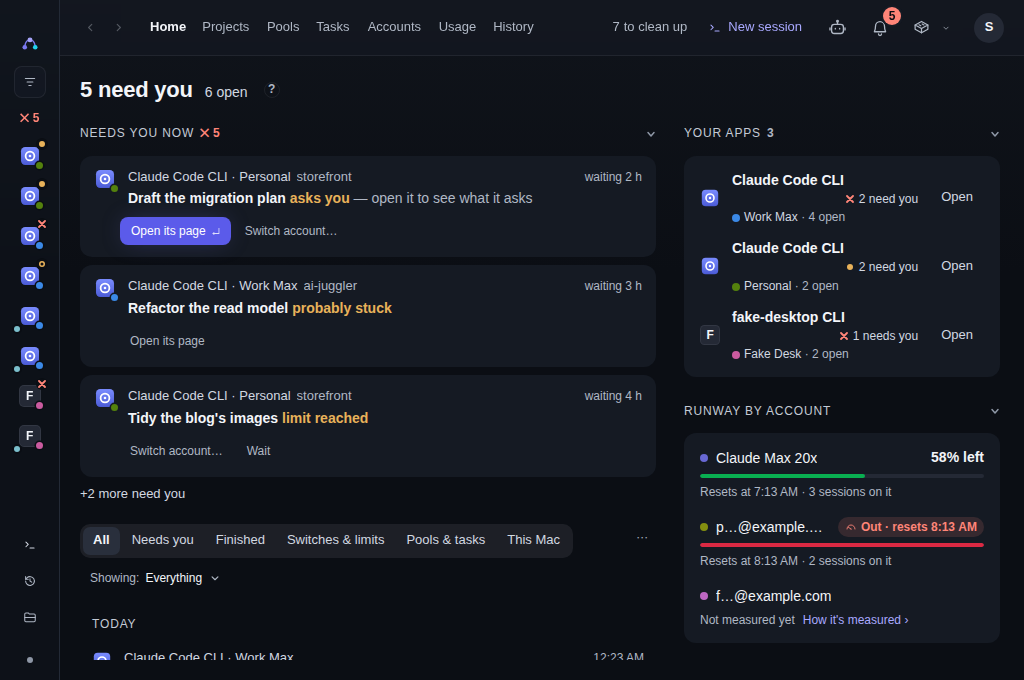 Home Projects Pools Tasks Accounts Usage History 7 to clean up New session 5 S
5
F
F
5 need you 6 open ?
NEEDS YOU NOW 5
Claude Code CLI · Personal storefront waiting 2 h
Draft the migration plan asks you — open it to see what it asks
Open its page Switch account…
Claude Code CLI · Work Max ai-juggler waiting 3 h
Refactor the read model probably stuck
Open its page
Claude Code CLI · Personal storefront waiting 4 h
Tidy the blog's images limit reached
Switch account… Wait
+2 more need you
All Needs you Finished Switches & limits Pools & tasks This Mac ...
Showing: Everything
TODAY
Claude Code CLI · Work Max 12:23 AM
YOUR APPS 3
Claude Code CLI
2 need you Open
Work Max · 4 open
Claude Code CLI
2 need you Open
Personal · 2 open
F fake-desktop CLI
1 needs you Open
Fake Desk · 2 open
RUNWAY BY ACCOUNT
Claude Max 20x 58% left
Resets at 7:13 AM · 3 sessions on it
p…@example.… Out · resets 8:13 AM
Resets at 8:13 AM · 2 sessions on it
f…@example.com
Not measured yet How it's measured ›